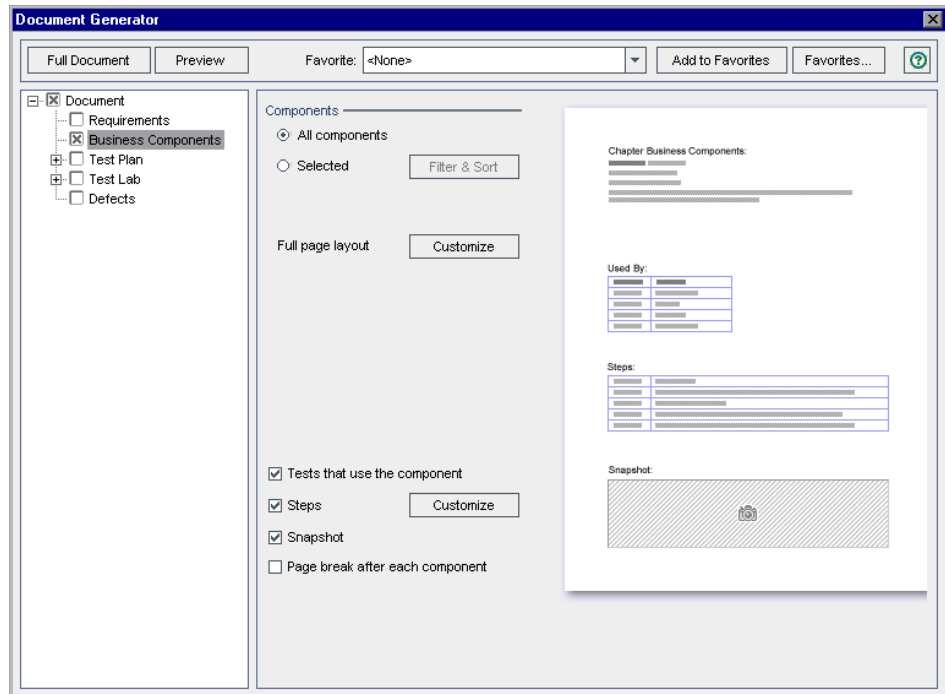 Document Generator
Full Document Preview Favorite: <None> Add to Favorites Favorites...
Document
Requirements
Business Components
Test Plan
Test Lab
Defects
Components
All components
Selected Filter & Sort
Full page layout Customize
Tests that use the component
Steps Customize
Snapshot
Page break after each component
Chapter Business Components:
Used By:
Steps:
Snapshot: